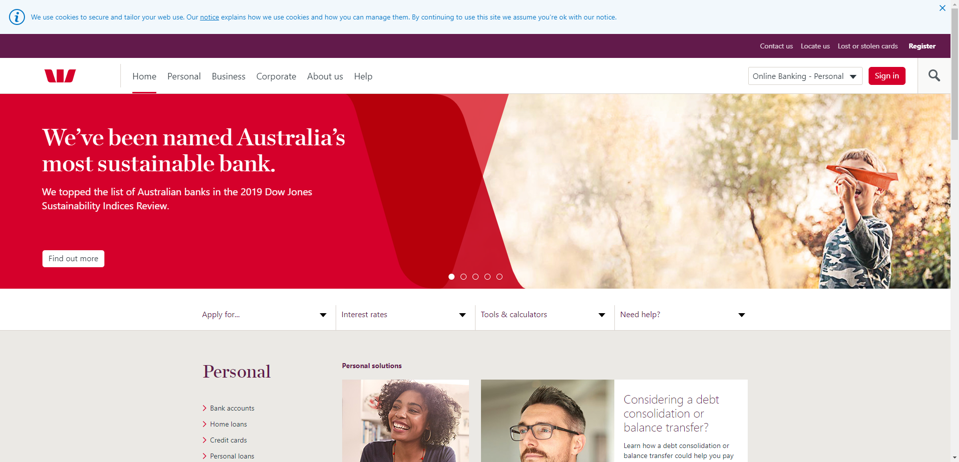 We use cookies to secure and tailor your web use. Our notice explains how we use cookies and how you can manage them. By continuing to use this site we assume you're ok with our notice.
Contact us
Locate us
Lost or stolen cards
Register
Home
Personal
Business
Corporate
About us
Help
Online Banking - Personal
Sign in
We've been named Australia's
most sustainable bank.
We topped the list of Australian banks in the 2019 Dow Jones
Sustainability Indices Review.
Find out more
Apply for...
Interest rates
Tools & calculators
Need help?
Personal
Bank accounts
Home loans
Credit cards
Personal loans
Personal solutions
Considering a debt
consolidation or
balance transfer?
Learn how a debt consolidation or
balance transfer could help you pay